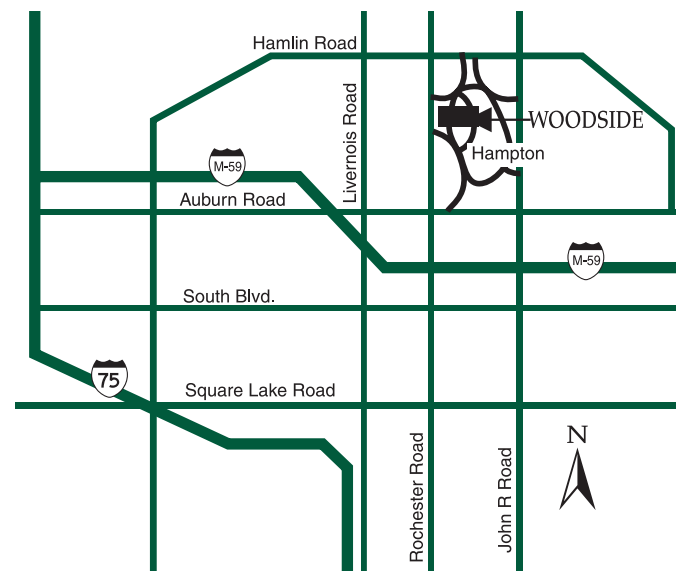 Hamlin Road
Livernois Road
WOODSIDE
Hampton
M-59
Auburn Road
M-59
South Blvd.
75
Square Lake Road
Rochester Road
John R Road
N